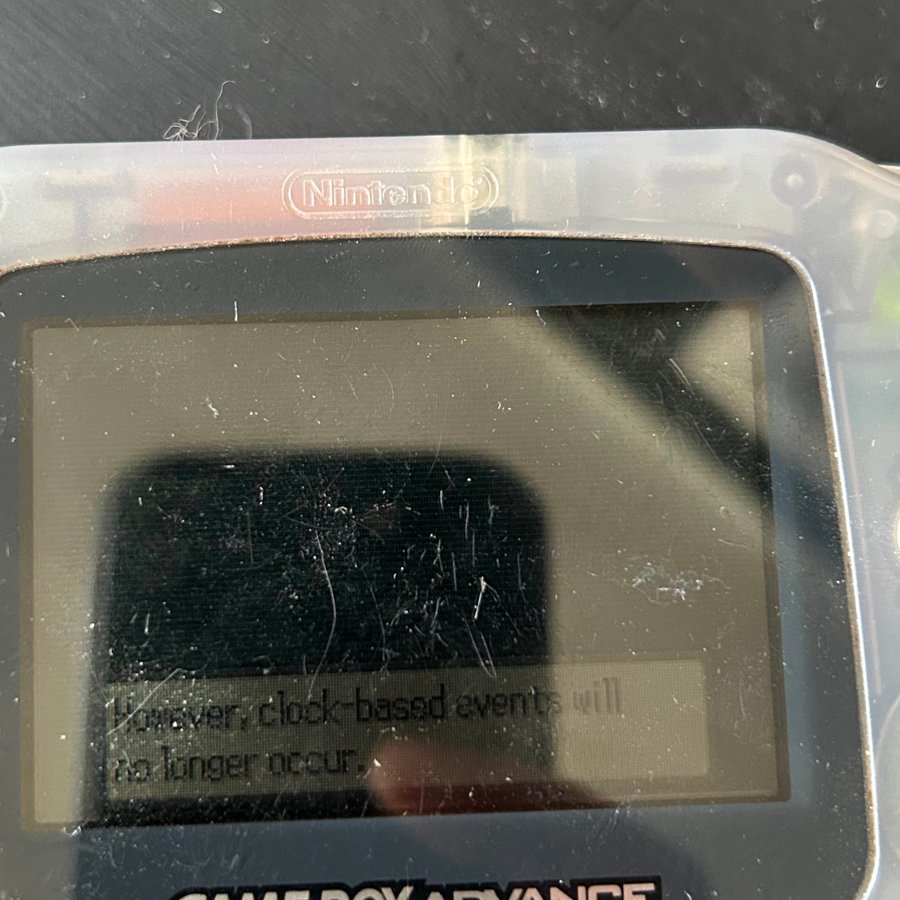 Nintendo
However, clock-based events will
no longer occur.
GAME BOY ADVANCE